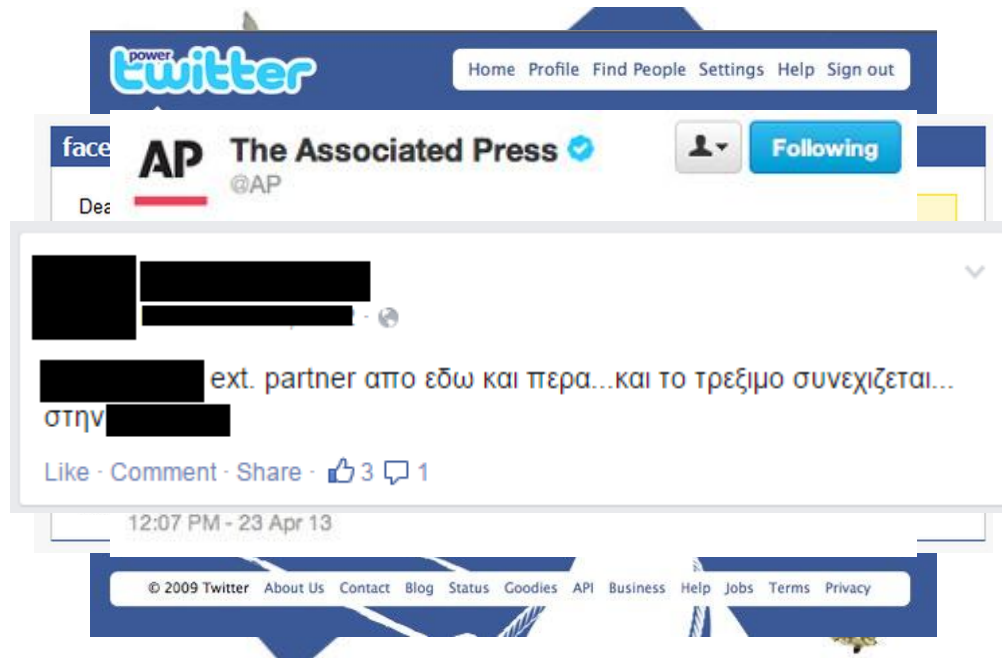 power
twitter
Home Profile Find People Settings Help Sign out
face
AP The Associated Press
@AP
Following
Dea
ext. partner απο εδω και περα...και το τρεξιμο συνεχιζεται...
στην
Like · Comment · Share · 3 1
12:07 PM - 23 Apr 13
© 2009 Twitter About Us Contact Blog Status Goodies API Business Help Jobs Terms Privacy